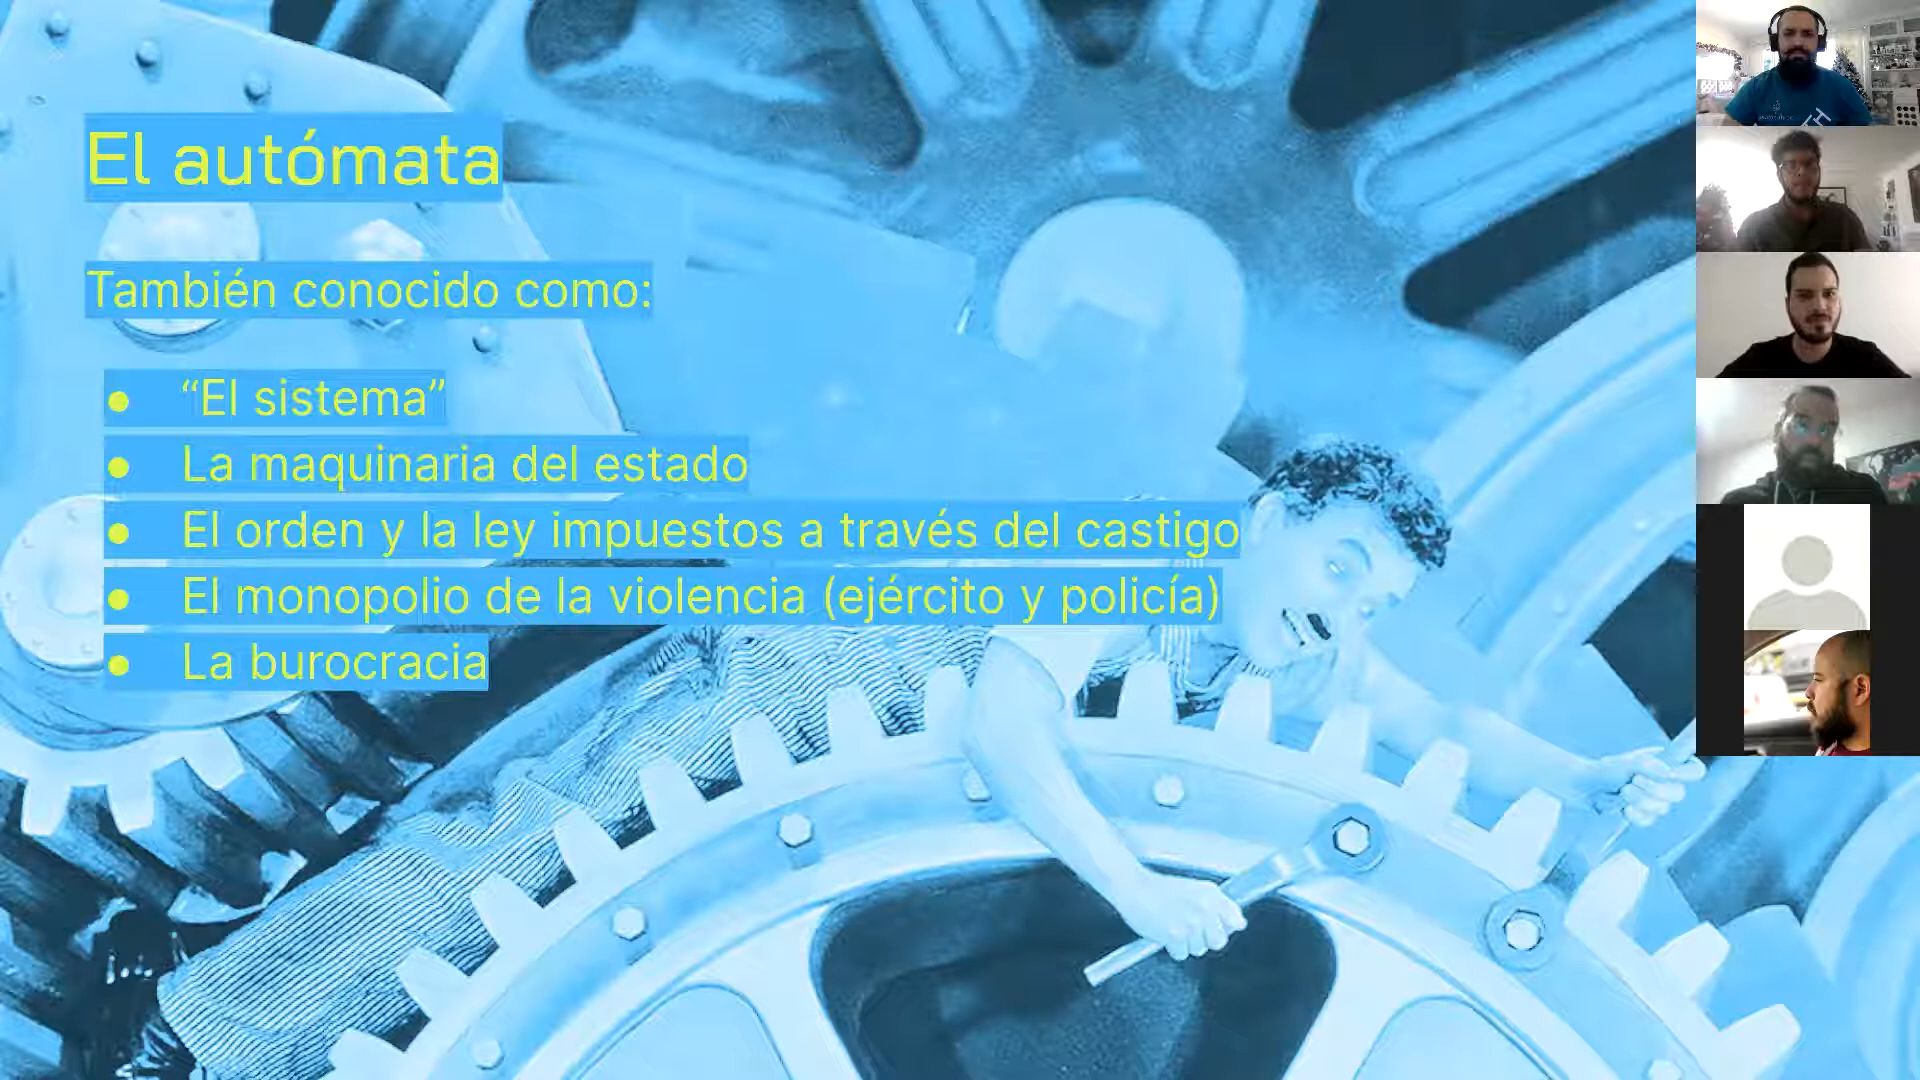 El autómata
También conocido como:
● “El sistema”
● La maquinaria del estado
● El orden y la ley impuestos a través del castigo
● El monopolio de la violencia (ejército y policía)
● La burocracia